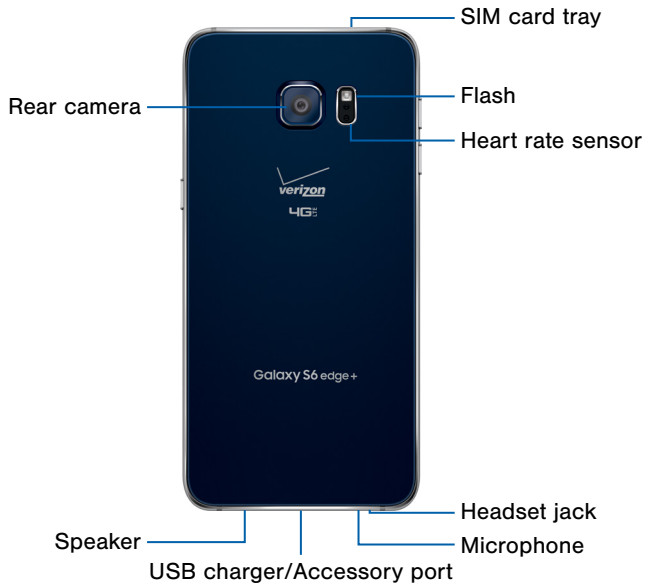 SIM card tray
Rear camera
Flash
Heart rate sensor
verizon
4G LTE
Galaxy S6 edge+
Headset jack
Speaker
Microphone
USB charger/Accessory port